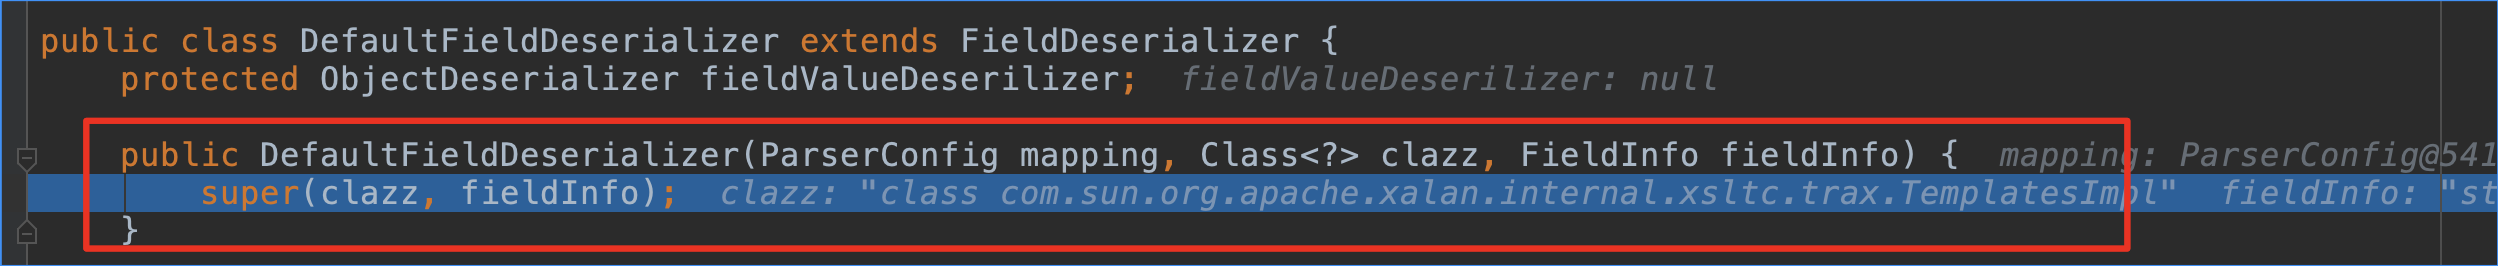 public class DefaultFieldDeserializer extends FieldDeserializer {
protected ObjectDeserializer fieldValueDeserilizer; fieldValueDeserilizer: null
public DefaultFieldDeserializer(ParserConfig mapping, Class<?> clazz, FieldInfo fieldInfo) { mapping: ParserConfig@541
super(clazz, fieldInfo); clazz: "class com.sun.org.apache.xalan.internal.xsltc.trax.TemplatesImpl" fieldInfo: "st
}